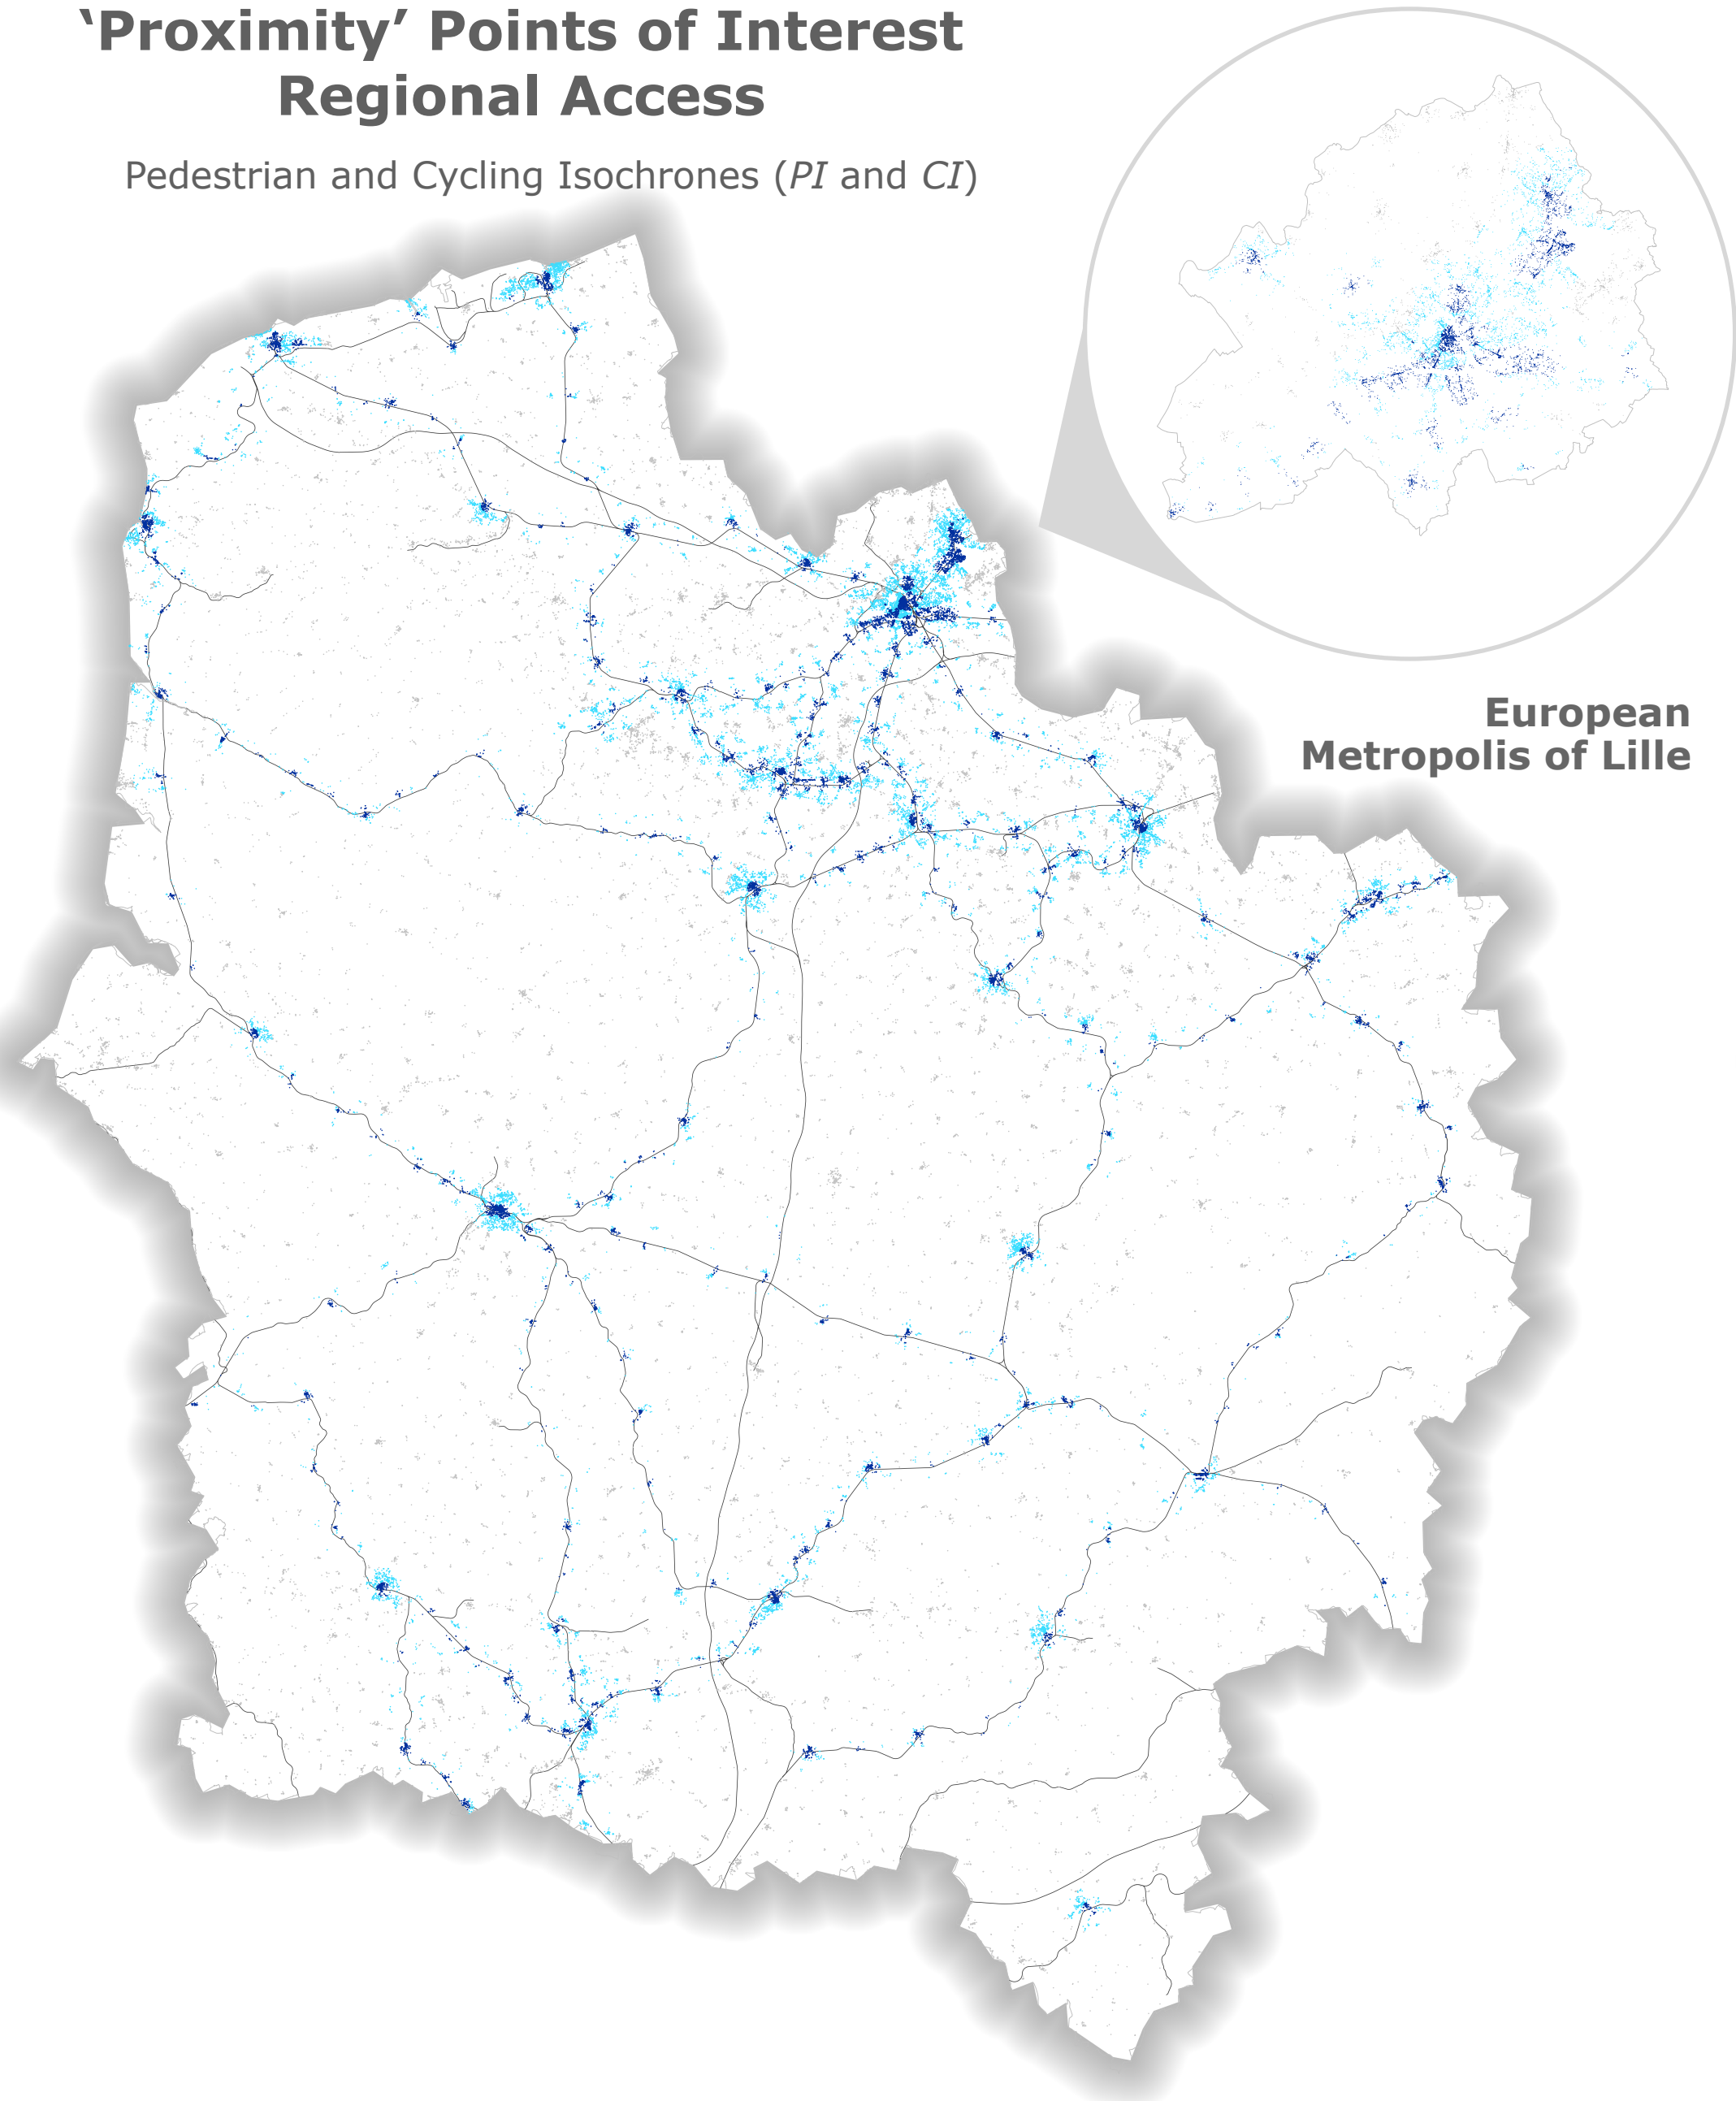 ‘Proximity’ Points of Interest
Regional Access
Pedestrian and Cycling Isochrones (PI and CI)
European
Metropolis of Lille